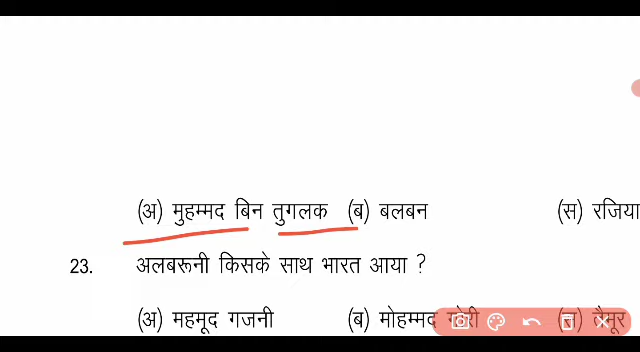 (अ) मुहम्मद बिन तुगलक (ब) बलबन (स) रजिया
23. अलबरूनी किसके साथ भारत आया ?
(अ) महमूद गजनी (ब) मोहम्मद गोरी (स) तैमूर